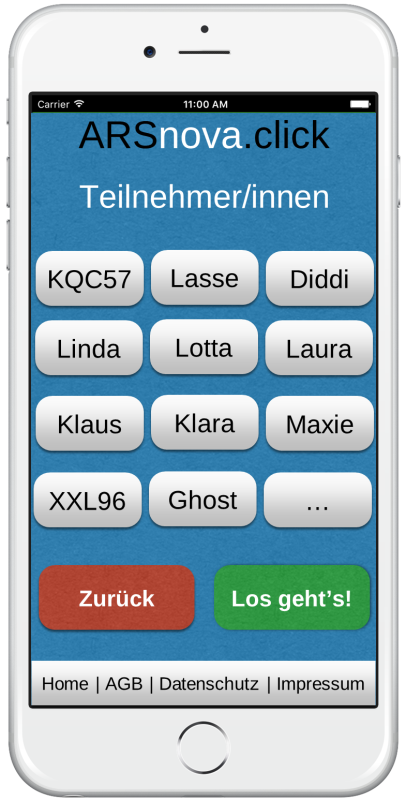 Carrier 11:00 AM
ARSnova.click
Teilnehmer/innen
KQC57 Lasse Diddi
Linda Lotta Laura
Klaus Klara Maxie
XXL96 Ghost ...
Zurück Los geht’s!
Home | AGB | Datenschutz | Impressum